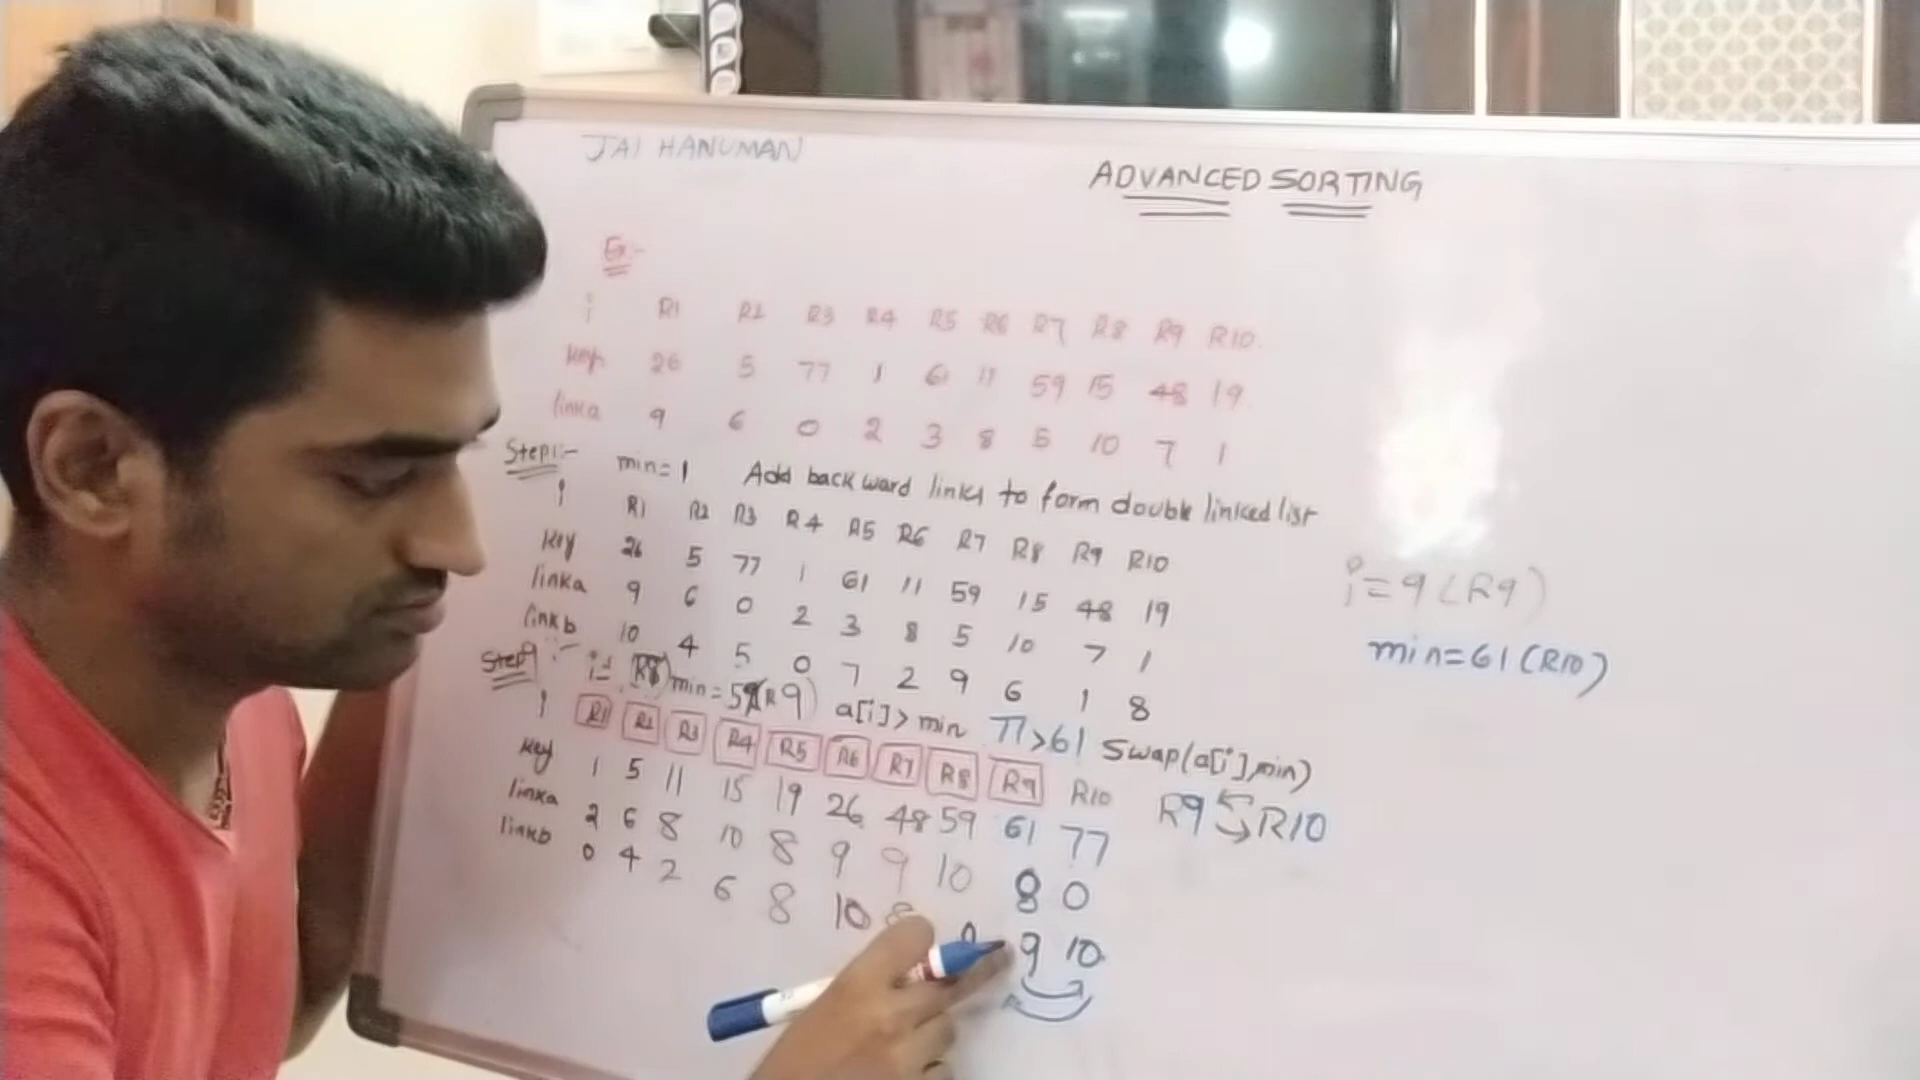 JAI HANUMAN
ADVANCED SORTING
Ex:-
i R1 R2 R3 R4 R5 R6 R7 R8 R9 R10
key 26 5 77 1 61 11 59 15 48 19
linka 9 6 0 2 3 8 5 10 7 1
Step1:- min=1 Add backward links to form double linked list
i R1 R2 R3 R4 R5 R6 R7 R8 R9 R10
key 26 5 77 1 61 11 59 15 48 19
linka 9 6 0 2 3 8 5 10 7 1
linkb 10 4 5 0 7 2 9 6 1 8
i=9(R9)
min=61(R10)
Step9:- a[i]>min 77>61 swap(a[i],min)
i R1 R2 R3 R4 R5 R6 R7 R8 R9 R10
R9 R10
key 1 5 11 15 19 26 48 59 61 77
linka 2 6 8 10 8 9 9 10 8 0
linkb 0 4 2 6 8 10 8 9 10